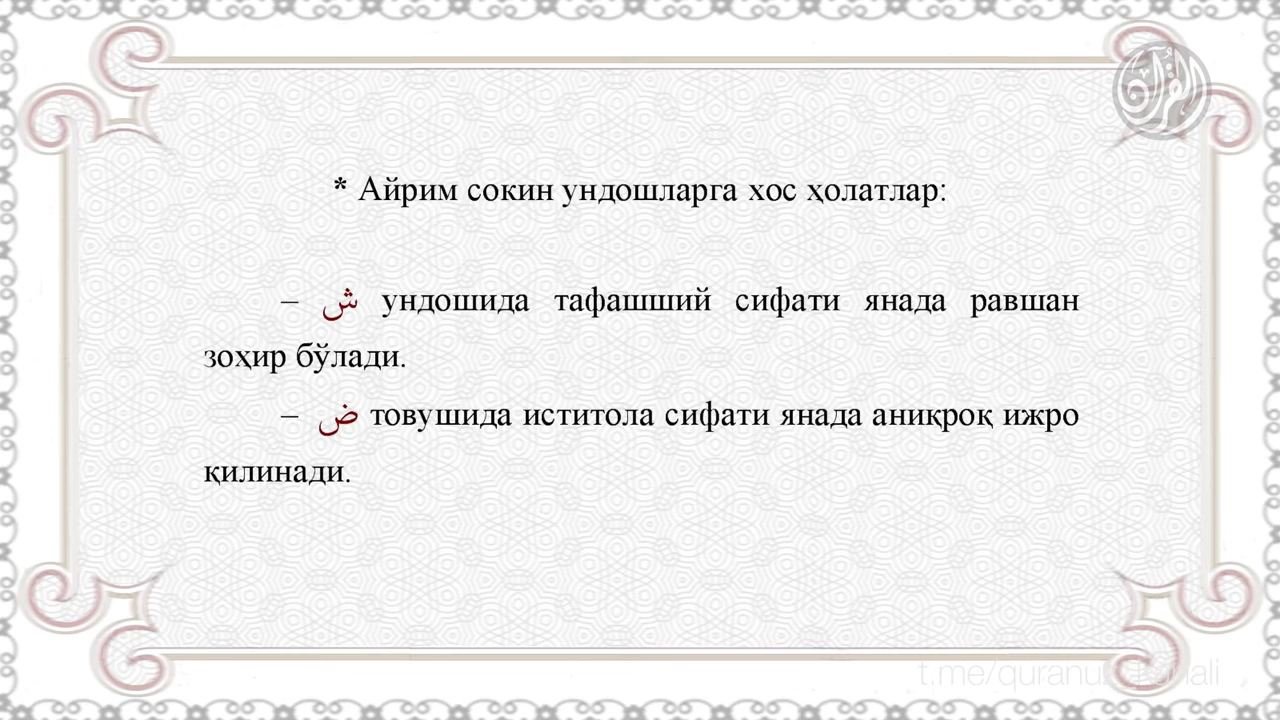 القرآن
* Айрим сокин ундошларга хос ҳолатлар:
– ش ундошида тафашший сифати янада равшан
зоҳир бўлади.
– ض товушида иститола сифати янада аниқроқ ижро
қилинади.